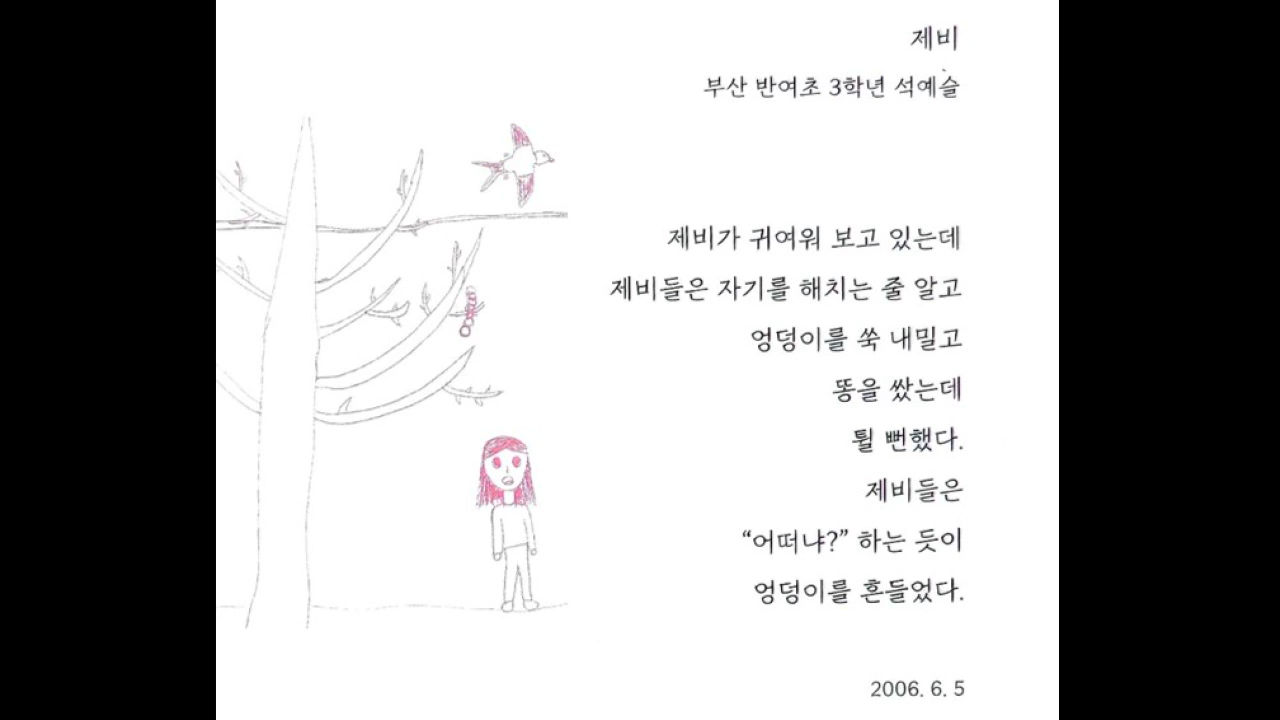 제비
부산 반여초 3학년 석예슬
제비가 귀여워 보고 있는데
제비들은 자기를 해치는 줄 알고
엉덩이를 쑥 내밀고
똥을 쌌는데
튈 뻔했다.
제비들은
“어떠냐?” 하는 듯이
엉덩이를 흔들었다.
2006. 6. 5